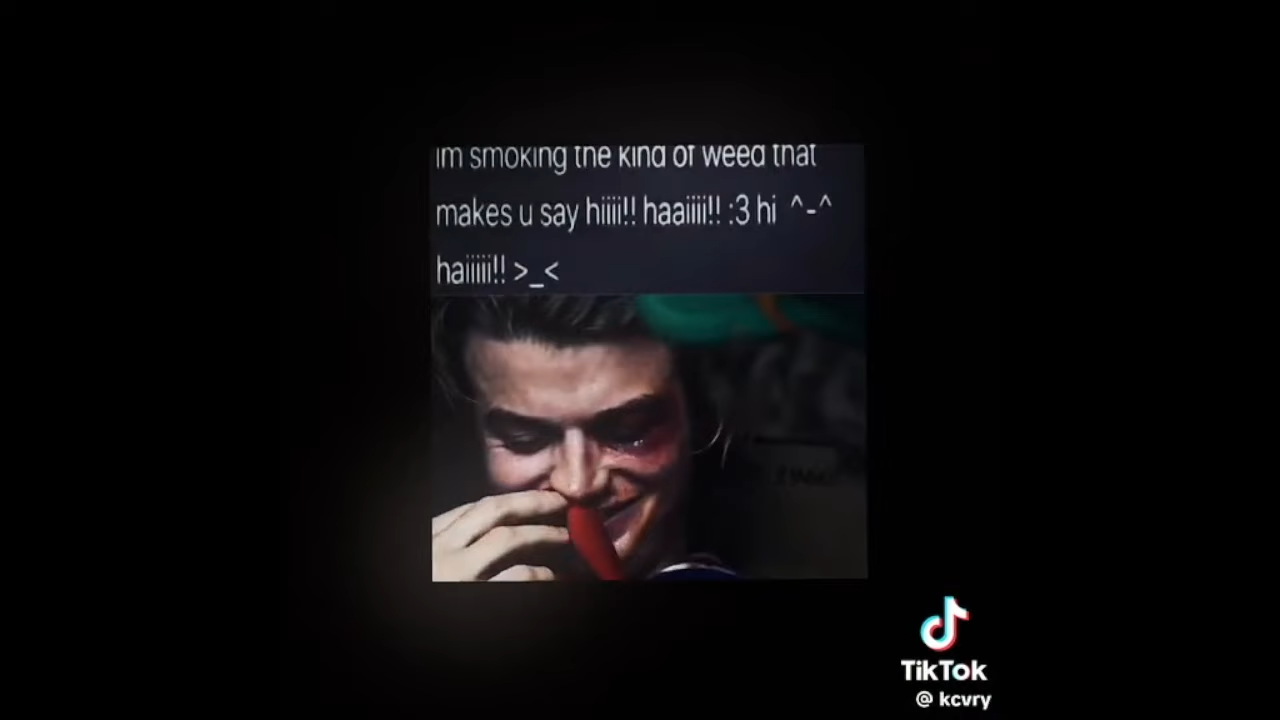 im smoking the kind of weed that
makes u say hiiii!! haaiiii!! :3 hi ^-^
haiiiii!! >_<
TikTok
@ kcvry